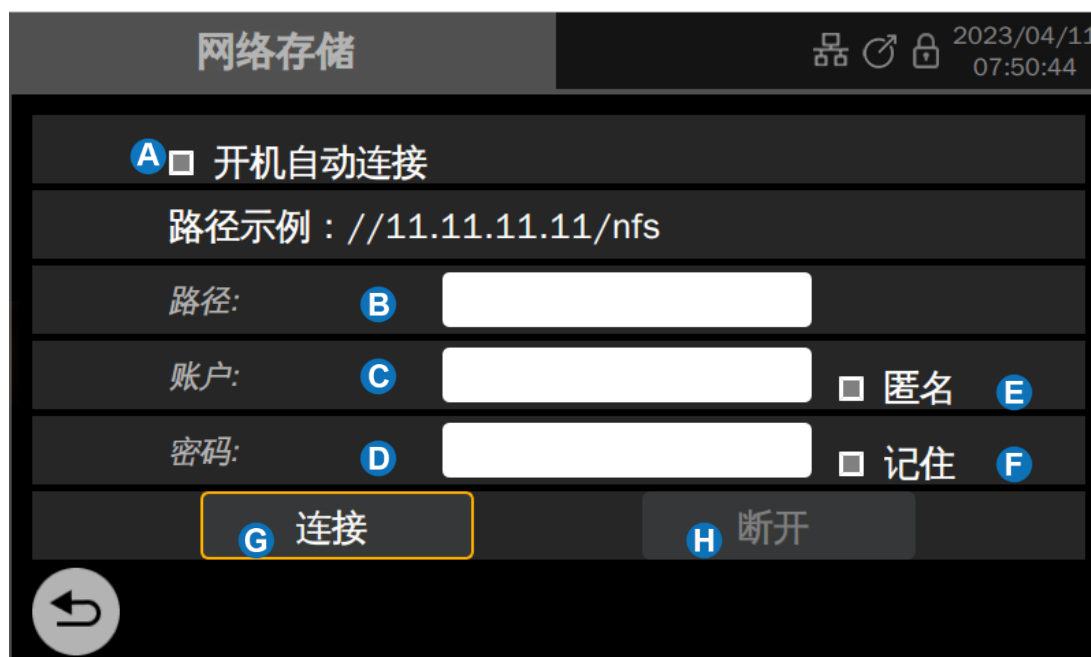 网络存储
2023/04/11
07:50:44
A 开机自动连接
路径示例：//11.11.11.11/nfs
路径: B
账户: C 匿名 E
密码: D 记住 F
G 连接 H 断开